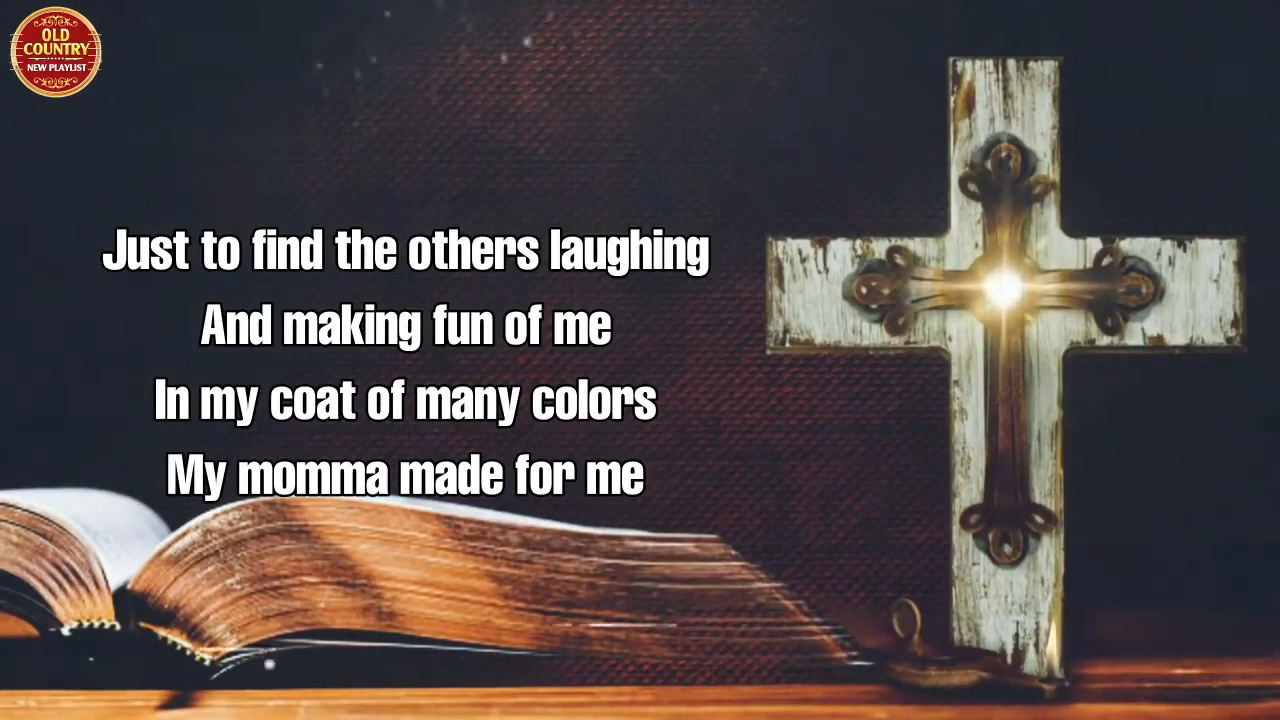 OLD
COUNTRY
NEW PLAYLIST
Just to find the others laughing
And making fun of me
In my coat of many colors
My momma made for me